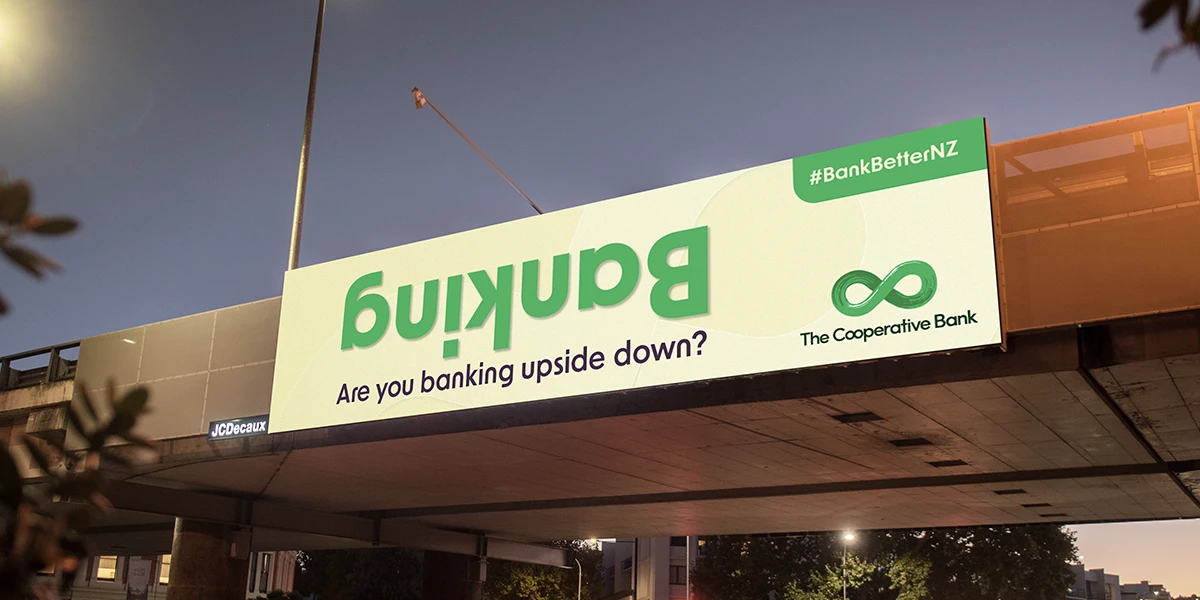 #BankBetterNZ
Banking
Are you banking upside down?
The Cooperative Bank
JCDecaux